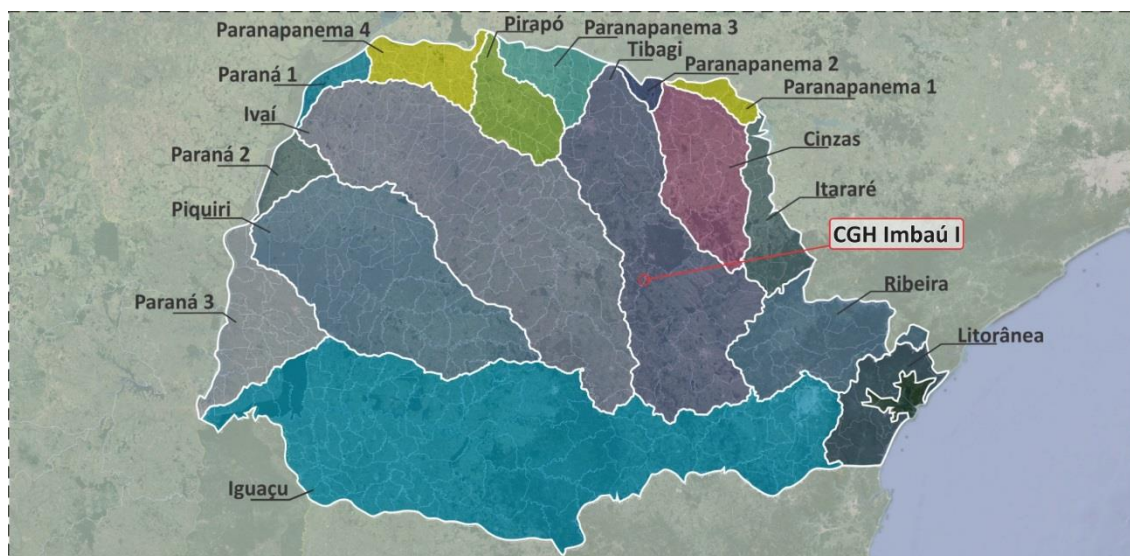 Pirapó
Paranapanema 4
Paranapanema 3
Tibagi
Paraná 1
Paranapanema 2
Paranapanema 1
Ivaí
Cinzas
Paraná 2
Itararé
Piquiri
CGH Imbaú I
Ribeira
Paraná 3
Litorânea
Iguaçu